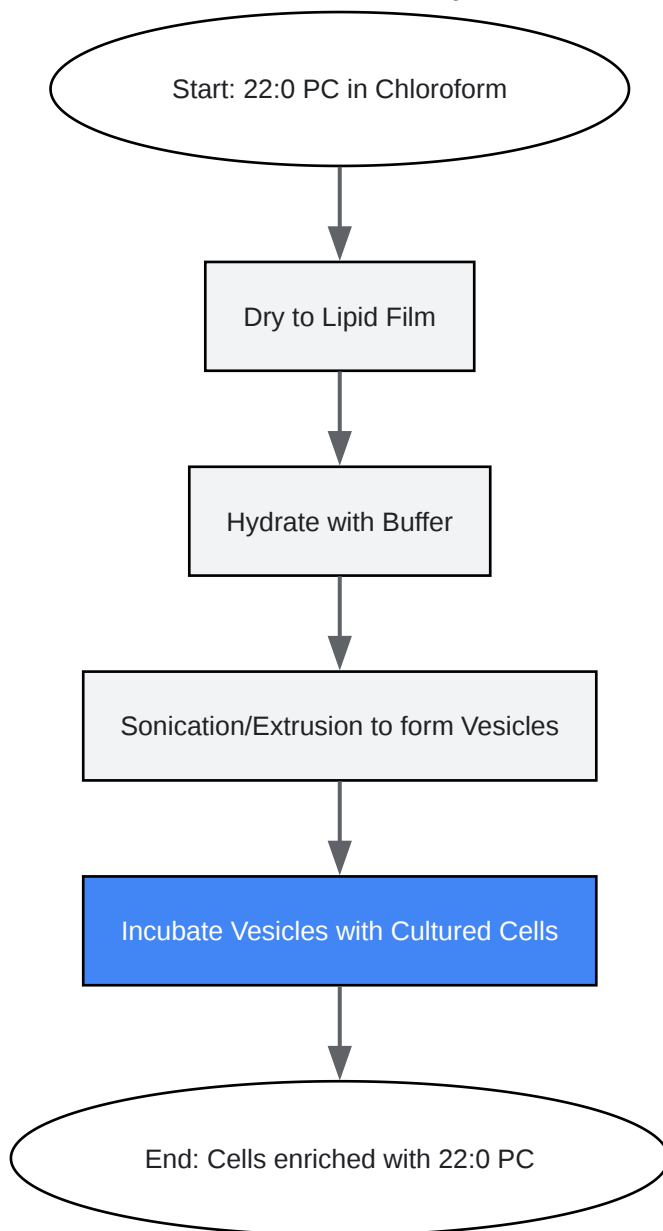 Start: 22:0 PC in Chloroform
Dry to Lipid Film
Hydrate with Buffer
Sonication/Extrusion to form Vesicles
Incubate Vesicles with Cultured Cells
End: Cells enriched with 22:0 PC